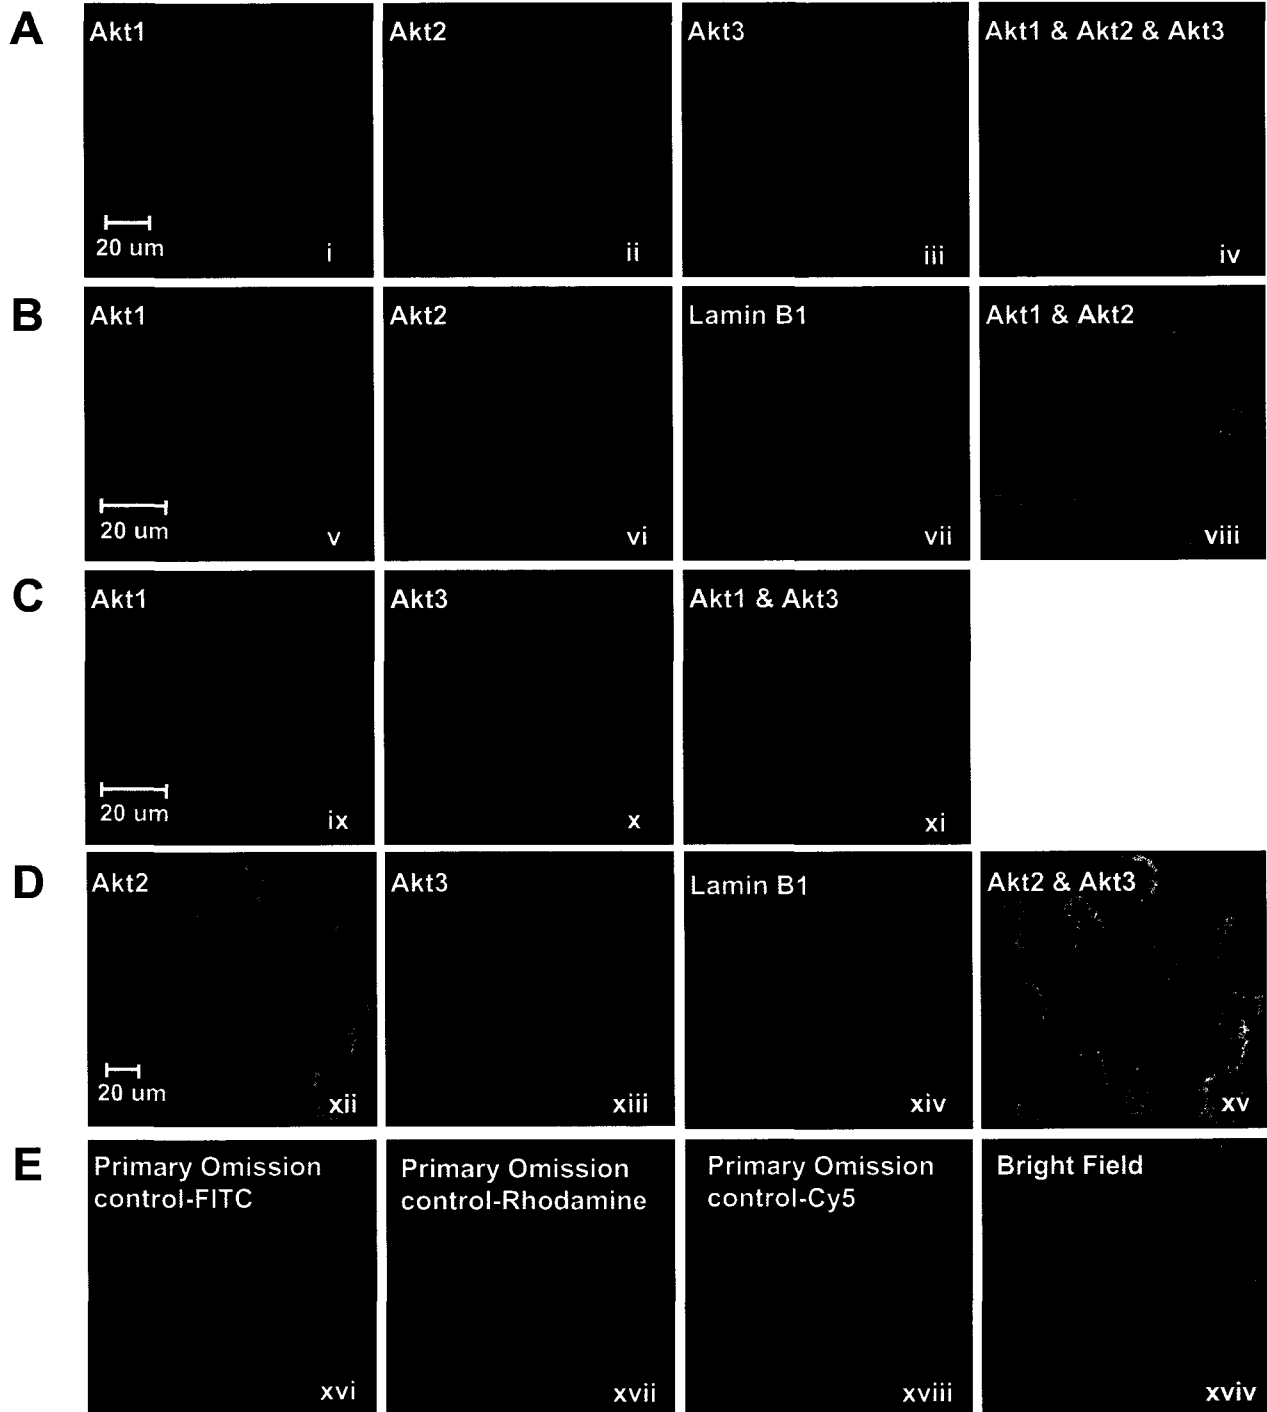 A
Akt1
20 um
i
Akt2
ii
Akt3
iii
Akt1 & Akt2 & Akt3
iv
B
Akt1
20 um
v
Akt2
vi
Lamin B1
vii
Akt1 & Akt2
viii
C
Akt1
20 um
ix
Akt3
x
Akt1 & Akt3
xi
D
Akt2
20 um
xii
Akt3
xiii
Lamin B1
xiv
Akt2 & Akt3
xv
E
Primary Omission
control-FITC
xvi
Primary Omission
control-Rhodamine
xvii
Primary Omission
control-Cy5
xviii
Bright Field
xviv